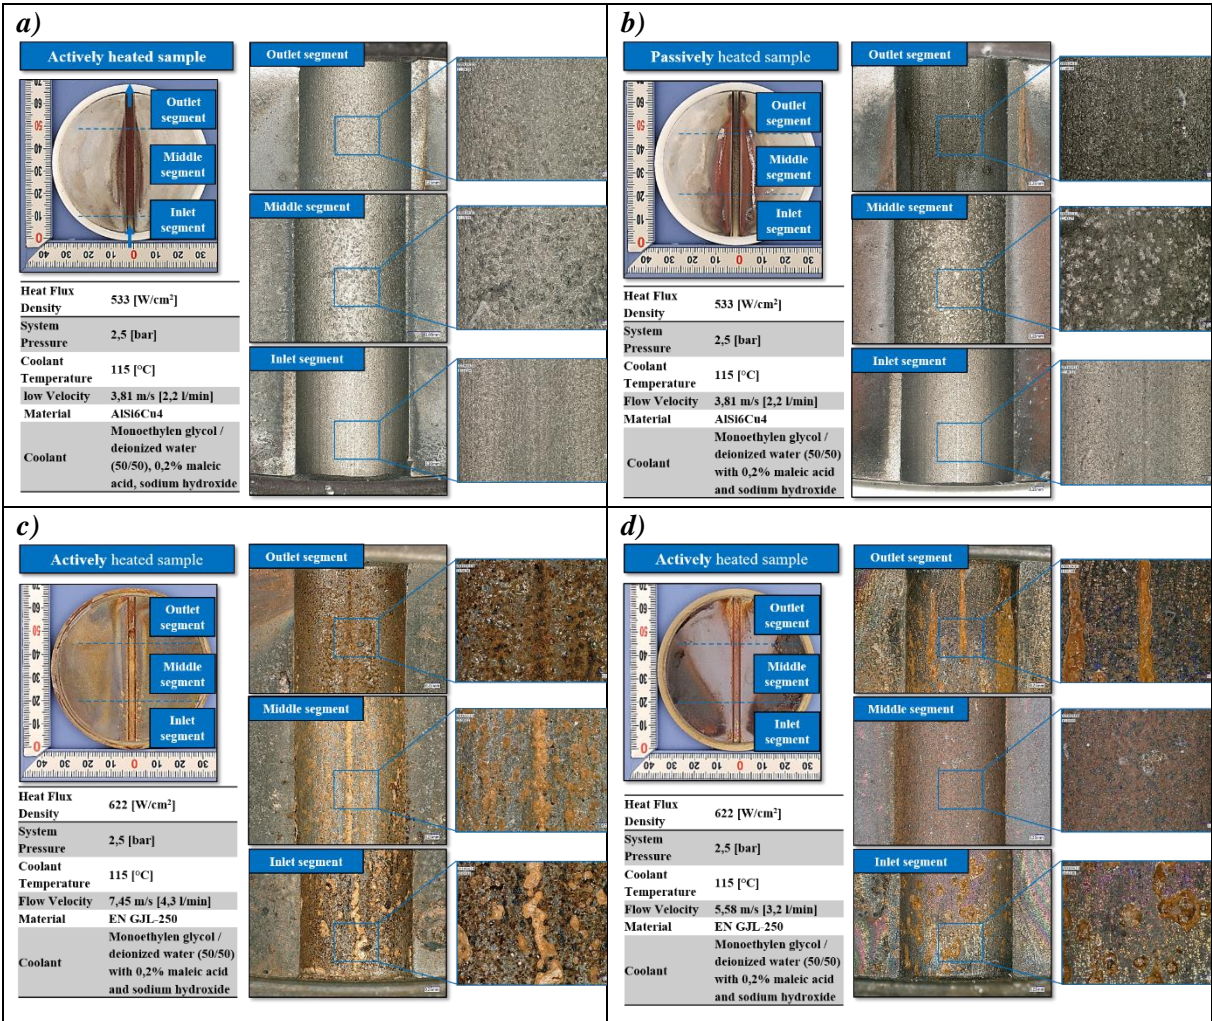 a)
Actively heated sample
Outlet segment
Middle segment
Inlet segment
Outlet
segment
Middle
segment
Inlet
segment
Heat Flux
Density
533 [W/cm²]
System
Pressure
2,5 [bar]
Coolant
Temperature
115 [°C]
low Velocity
3,81 m/s [2,2 l/min]
Material
AlSi6Cu4
Coolant
Monoethylen glycol /
deionized water
(50/50), 0,2% maleic
acid, sodium hydroxide
b)
Passively heated sample
Outlet segment
Middle segment
Inlet segment
Outlet
segment
Middle
segment
Inlet
segment
Heat Flux
Density
533 [W/cm²]
System
Pressure
2,5 [bar]
Coolant
Temperature
115 [°C]
Flow Velocity
3,81 m/s [2,2 l/min]
Material
AlSi6Cu4
Coolant
Monoethylen glycol /
deionized water (50/50)
with 0,2% maleic acid
and sodium hydroxide
c)
Actively heated sample
Outlet segment
Middle segment
Inlet segment
Outlet
segment
Middle
segment
Inlet
segment
Heat Flux
Density
622 [W/cm²]
System
Pressure
2,5 [bar]
Coolant
Temperature
115 [°C]
Flow Velocity
7,45 m/s [4,3 l/min]
Material
EN GJL-250
Coolant
Monoethylen glycol /
deionized water (50/50)
with 0,2% maleic acid
and sodium hydroxide
d)
Actively heated sample
Outlet segment
Middle segment
Inlet segment
Outlet
segment
Middle
segment
Inlet
segment
Heat Flux
Density
622 [W/cm²]
System
Pressure
2,5 [bar]
Coolant
Temperature
115 [°C]
Flow Velocity
5,58 m/s [3,2 l/min]
Material
EN GJL-250
Coolant
Monoethylen glycol /
deionized water (50/50)
with 0,2% maleic acid
and sodium hydroxide